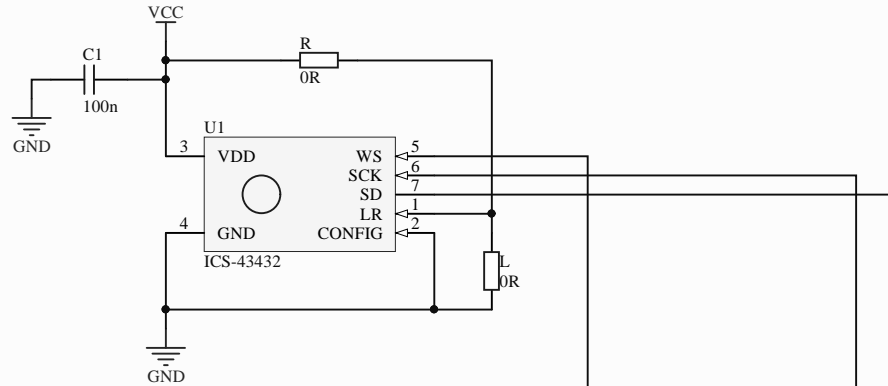 VCC
R
0R
C1
100n
GND
U1
3 VDD WS 5
SCK 6
SD 7
LR 1
4 GND CONFIG 2
ICS-43432
L
0R
GND